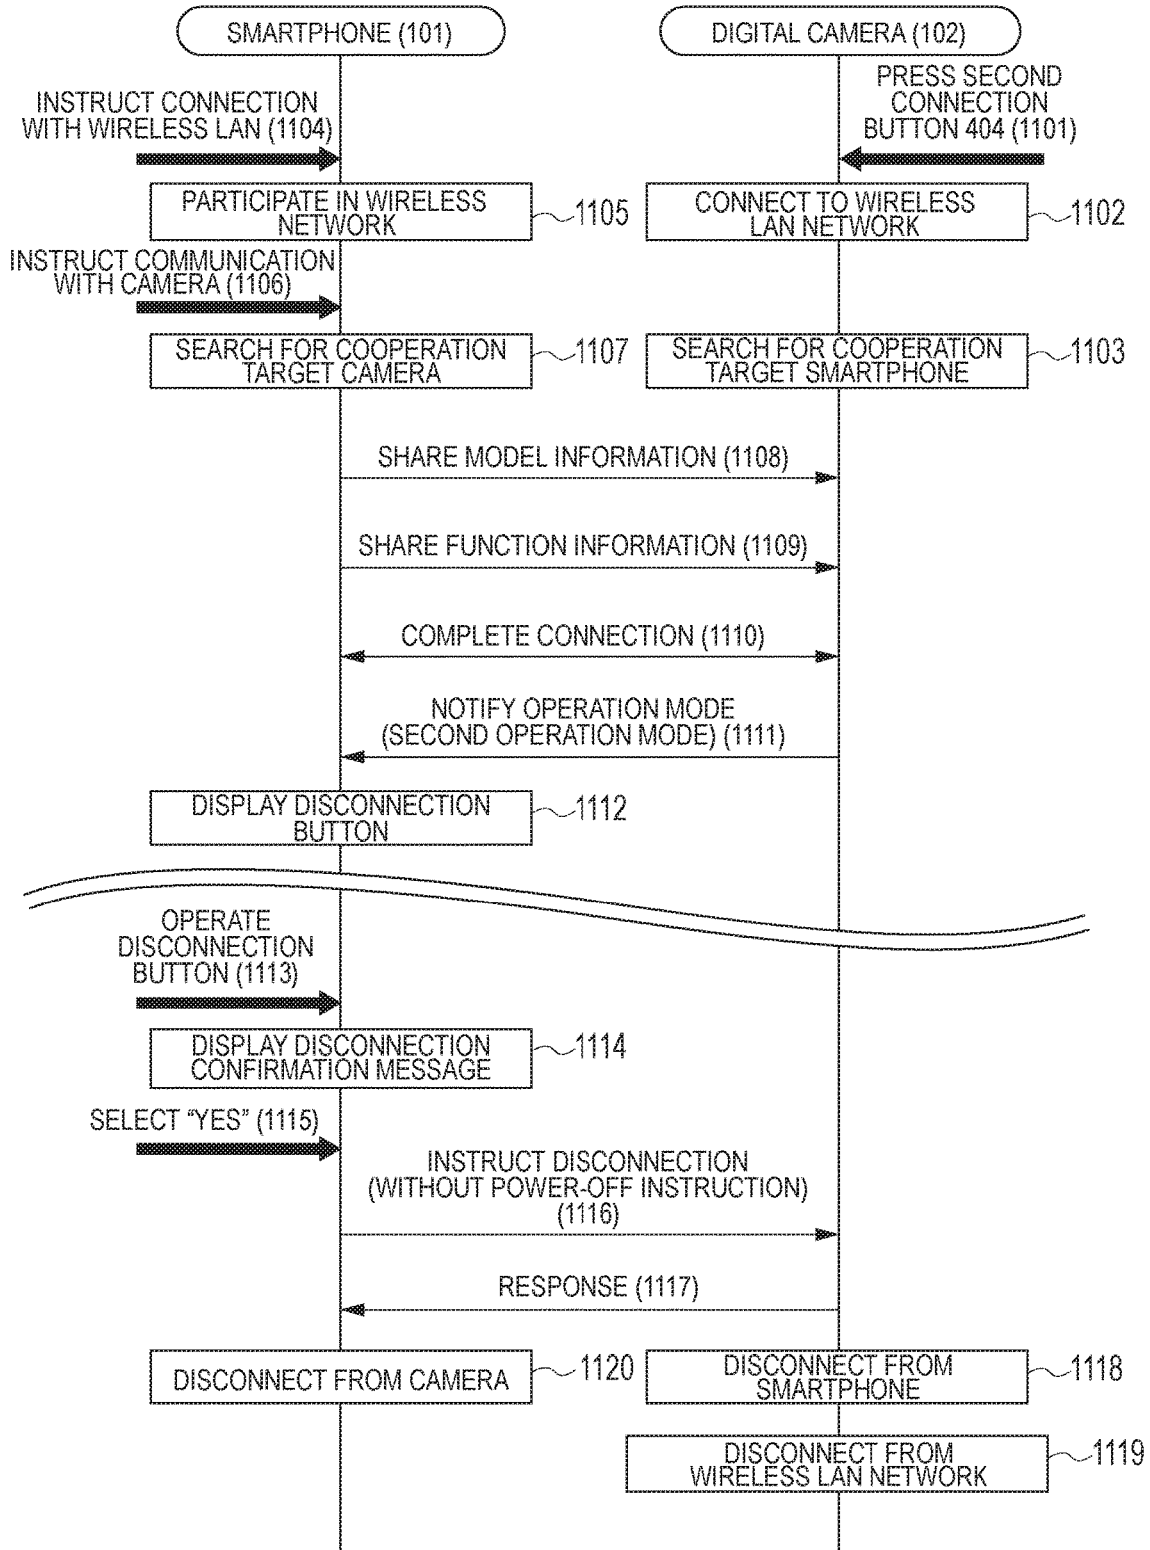 SMARTPHONE (101)
DIGITAL CAMERA (102)
INSTRUCT CONNECTION
WITH WIRELESS LAN (1104)
PRESS SECOND
CONNECTION
BUTTON 404 (1101)
PARTICIPATE IN WIRELESS
NETWORK
1105
CONNECT TO WIRELESS
LAN NETWORK
1102
INSTRUCT COMMUNICATION
WITH CAMERA (1106)
SEARCH FOR COOPERATION
TARGET CAMERA
1107
SEARCH FOR COOPERATION
TARGET SMARTPHONE
1103
SHARE MODEL INFORMATION (1108)
SHARE FUNCTION INFORMATION (1109)
COMPLETE CONNECTION (1110)
NOTIFY OPERATION MODE
(SECOND OPERATION MODE) (1111)
DISPLAY DISCONNECTION
BUTTON
1112
OPERATE
DISCONNECTION
BUTTON (1113)
DISPLAY DISCONNECTION
CONFIRMATION MESSAGE
1114
SELECT “YES” (1115)
INSTRUCT DISCONNECTION
(WITHOUT POWER-OFF INSTRUCTION)
(1116)
RESPONSE (1117)
DISCONNECT FROM CAMERA
1120
DISCONNECT FROM
SMARTPHONE
1118
DISCONNECT FROM
WIRELESS LAN NETWORK
1119